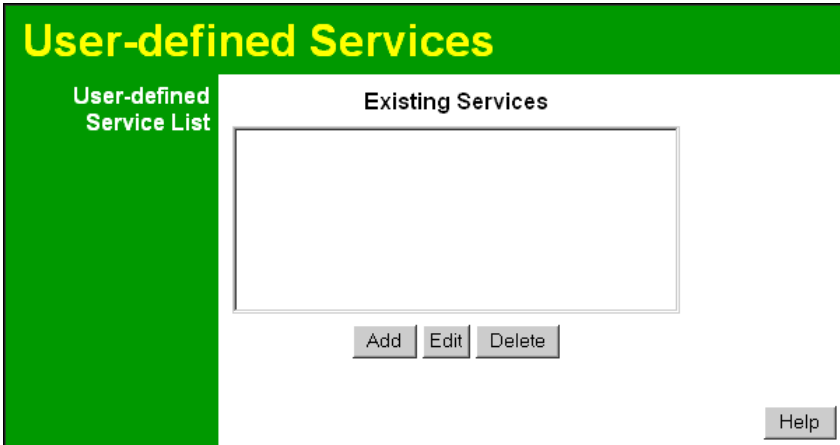 User-defined Services
User-defined
Service List
Existing Services
Add Edit Delete
Help